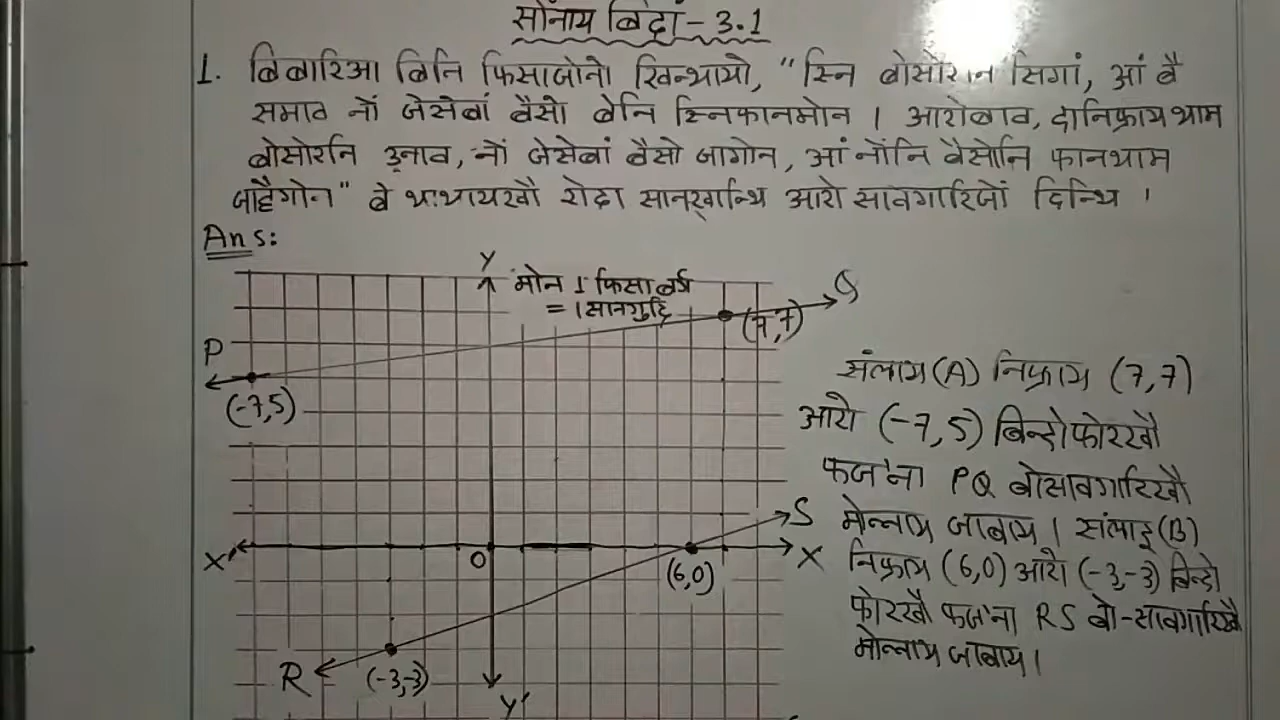 सोंनाय बिद्रा - 3.1
1. बिबारिआ बिनि फिसाजोनो खिन्थायो, "स्नि बोसोरनि सिगां, आं बै
समाव नों जेसेबां बैसो बेनि स्निफानमोन । आरोबाव, दानिफ्राय थाम
बोसोरनि उनाव, नों जेसेबां बैसो जागोन, आं नोंनि बैसोनि फानथाम
जाहैगोन" बे थाथायखौ रोदा सानख्रान्थि आरो सावगारिजों दिन्थि ।
Ans:
Y
मोन 1 फिसा बर्ग
= 1 सानगुदि
Q
(7,7)
P
(-7,5)
संलाय (A) निफ्राय (7,7)
आरो (-7,5) बिन्दोफोरखौ
फज'ना PQ बोसावगारिखौ
S
मोन्नाय जाबाय । संलाइ (B)
X'
O
(6,0)
X
निफ्राय (6,0) आरो (-3,-3) बिन्दो
फोरखौ फज'ना RS बो-सावगारिखौ
मोन्नाय जाबाय ।
R
(-3,-3)
Y'